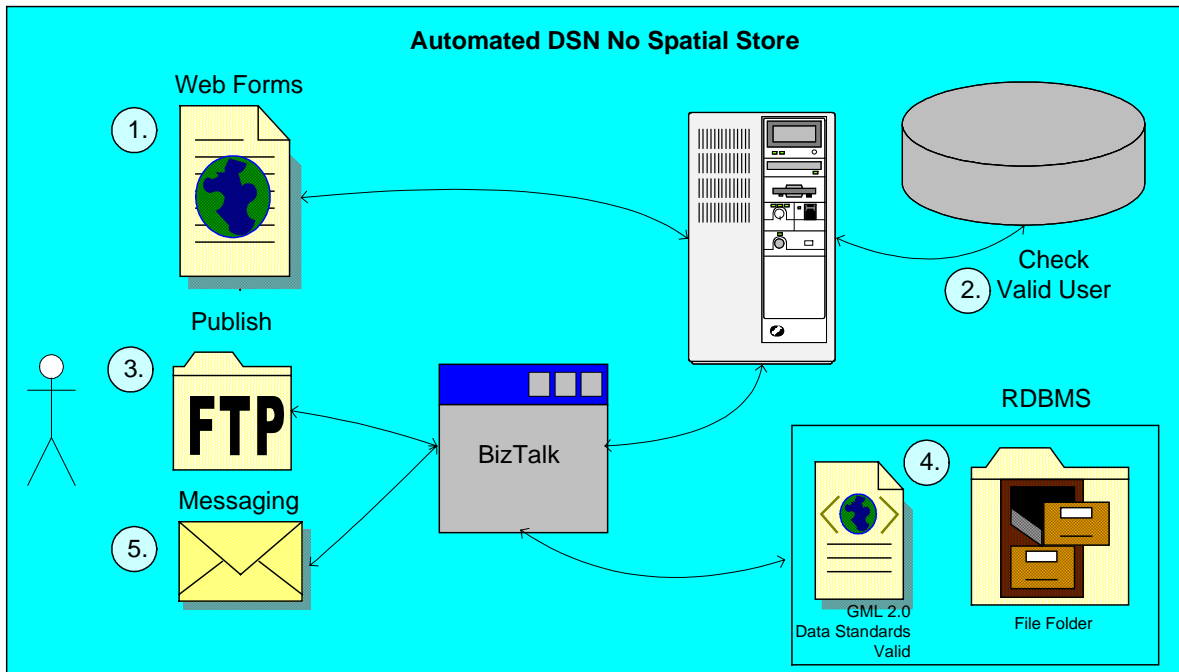 Automated DSN No Spatial Store
Web Forms
1.
Check
2. Valid User
Publish
3.
FTP
BizTalk
RDBMS
4.
Messaging
5.
GML 2.0
Data Standards
Valid
File Folder